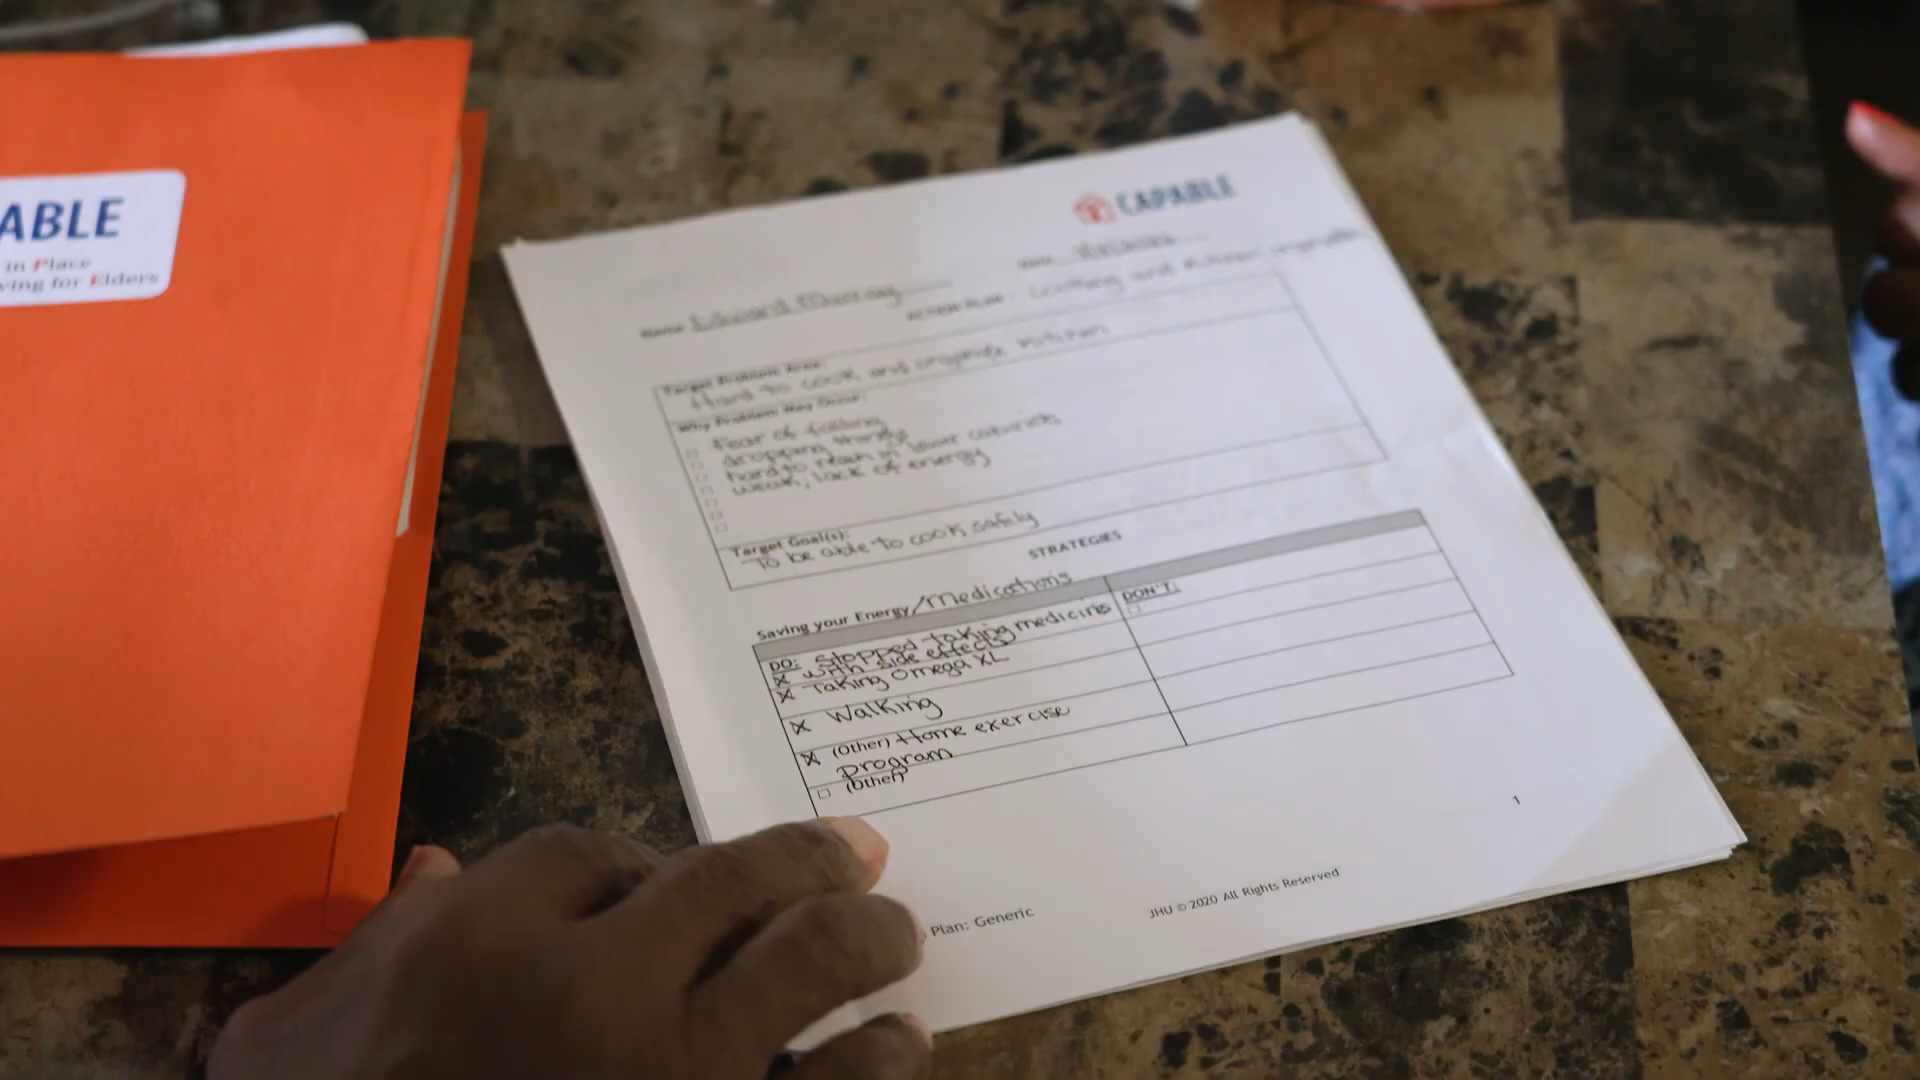 ABLE
in Place
ving for Elders
CAPABLE
Name Edward Murray
ACTION PLAN: Cooking and kitchen
Target Problem Area:
Hard to cook and organize kitchen
Why Problem May Occur:
fear of falling
dropping things
hard to reach in lower cabinets
weak, lack of energy
Target Goal(s):
To be able to cook safely
STRATEGIES
Saving your Energy/medications
DO: Stopped taking medicins
with side effects
Taking Omega XL
Walking
(Other) Home exercise
program
(Other)
DON'T:
1
Plan: Generic
JHU © 2020 All Rights Reserved